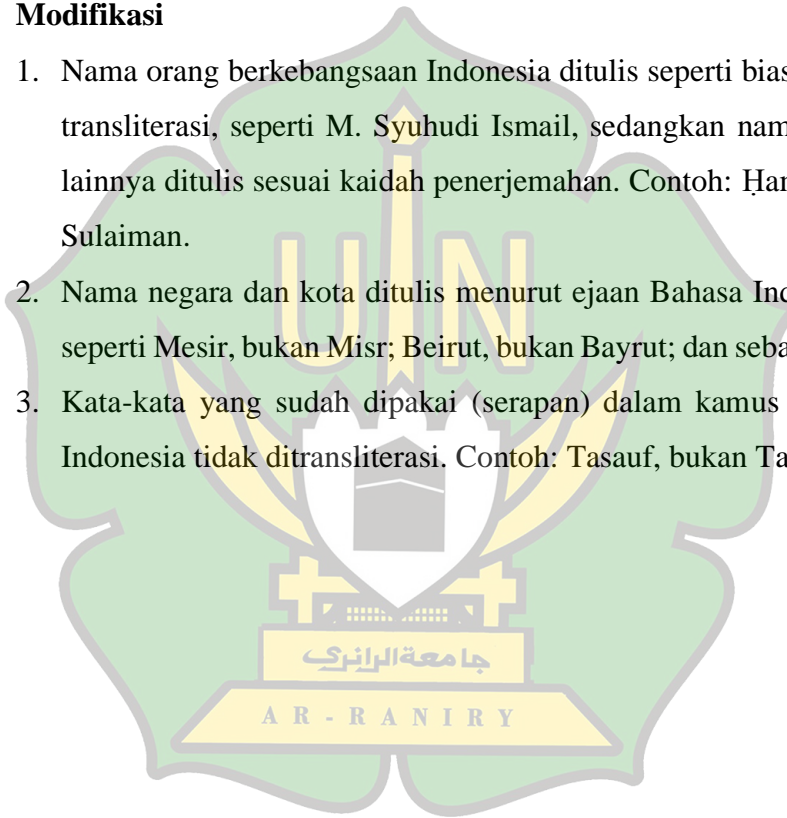 Modifikasi
1. Nama orang berkebangsaan Indonesia ditulis seperti bias
transliterasi, seperti M. Syuhudi Ismail, sedangkan nam
lainnya ditulis sesuai kaidah penerjemahan. Contoh: Ḥam
Sulaiman.
2. Nama negara dan kota ditulis menurut ejaan Bahasa Ind
seperti Mesir, bukan Misr; Beirut, bukan Bayrut; dan seba
3. Kata-kata yang sudah dipakai (serapan) dalam kamus
Indonesia tidak ditransliterasi. Contoh: Tasauf, bukan Ta
UIN
جامعةالرانري
AR-RANIRY